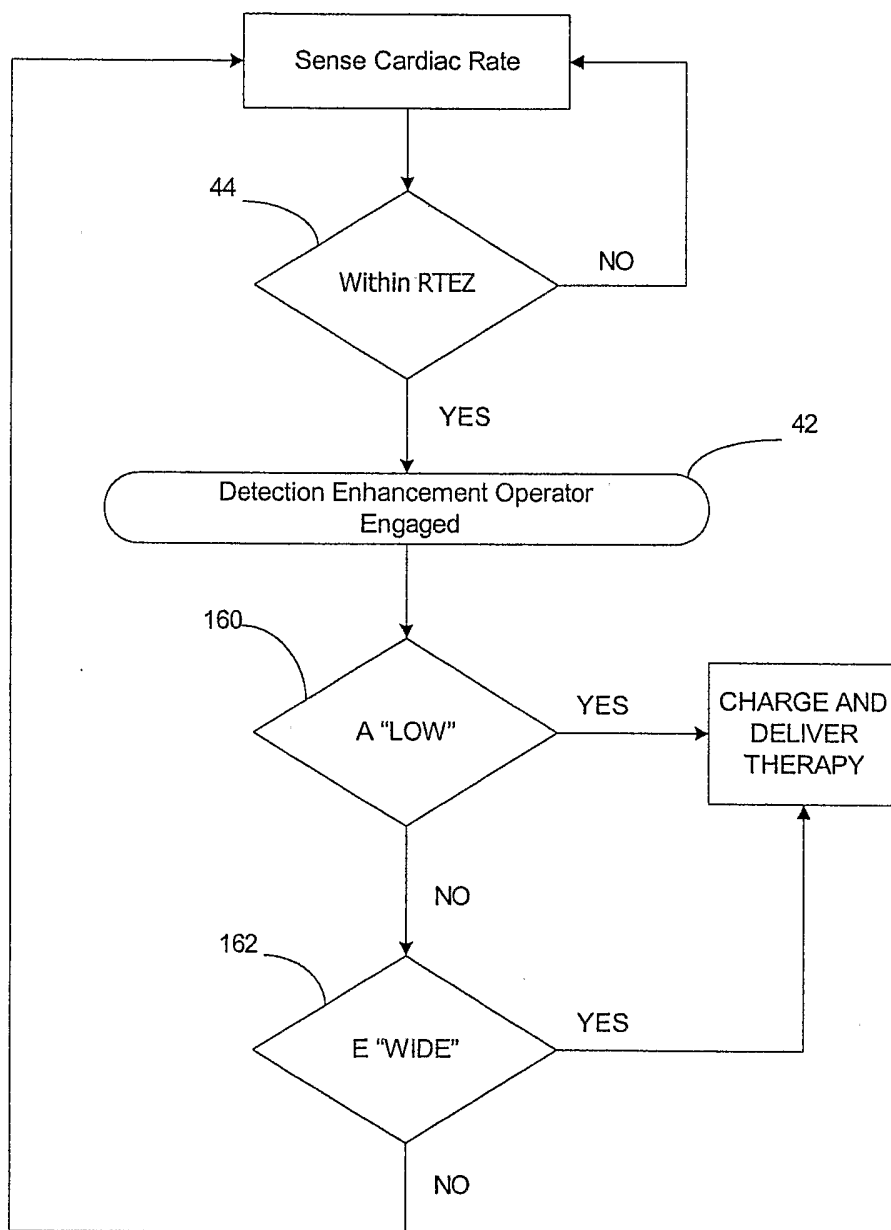 Sense Cardiac Rate
44
Within RTEZ
NO
YES
42
Detection Enhancement Operator
Engaged
160
A “LOW”
YES
CHARGE AND
DELIVER
THERAPY
NO
162
E “WIDE”
YES
NO